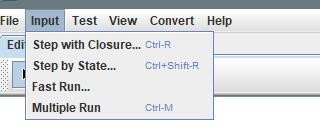 File Input Test View Convert Help
Step with Closure... Ctrl-R
Step by State... Ctrl+Shift-R
Fast Run...
Multiple Run Ctrl-M